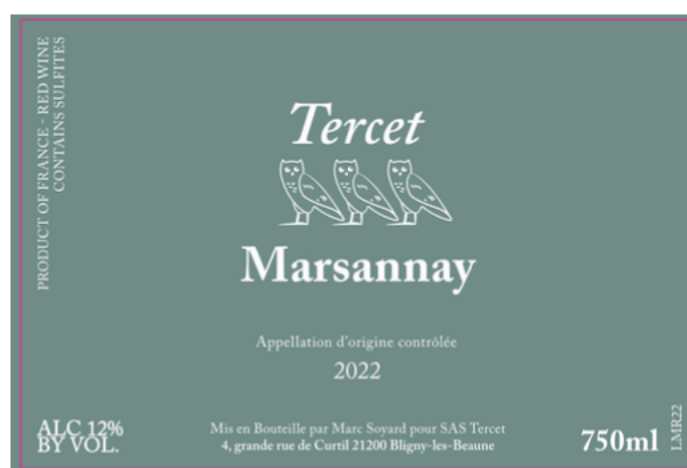 PRODUCT OF FRANCE - RED WINE
CONTAINS SULFITES
Tercet
Marsannay
Appellation d'origine contrôlée
2022
ALC 12%
BY VOL.
Mis en Bouteille par Marc Soyard pour SAS Tercet
4, grande rue de Curtil 21200 Bligny-les-Beaune
750ml
LMR22